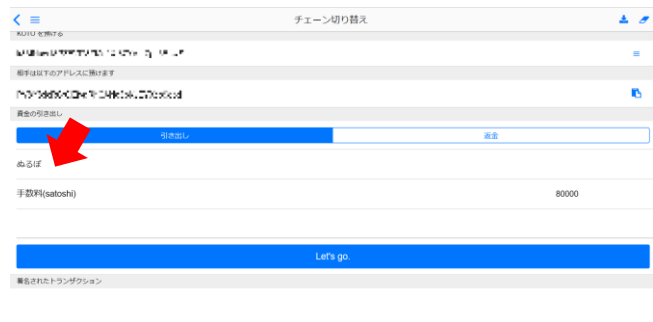 チェーン切り替え
KOTO を預ける
相手は以下のアドレスに預けます
資金の引き出し
引き出し 返金
ぬるぽ
手数料(satoshi) 80000
Let's go.
署名されたトランザクション